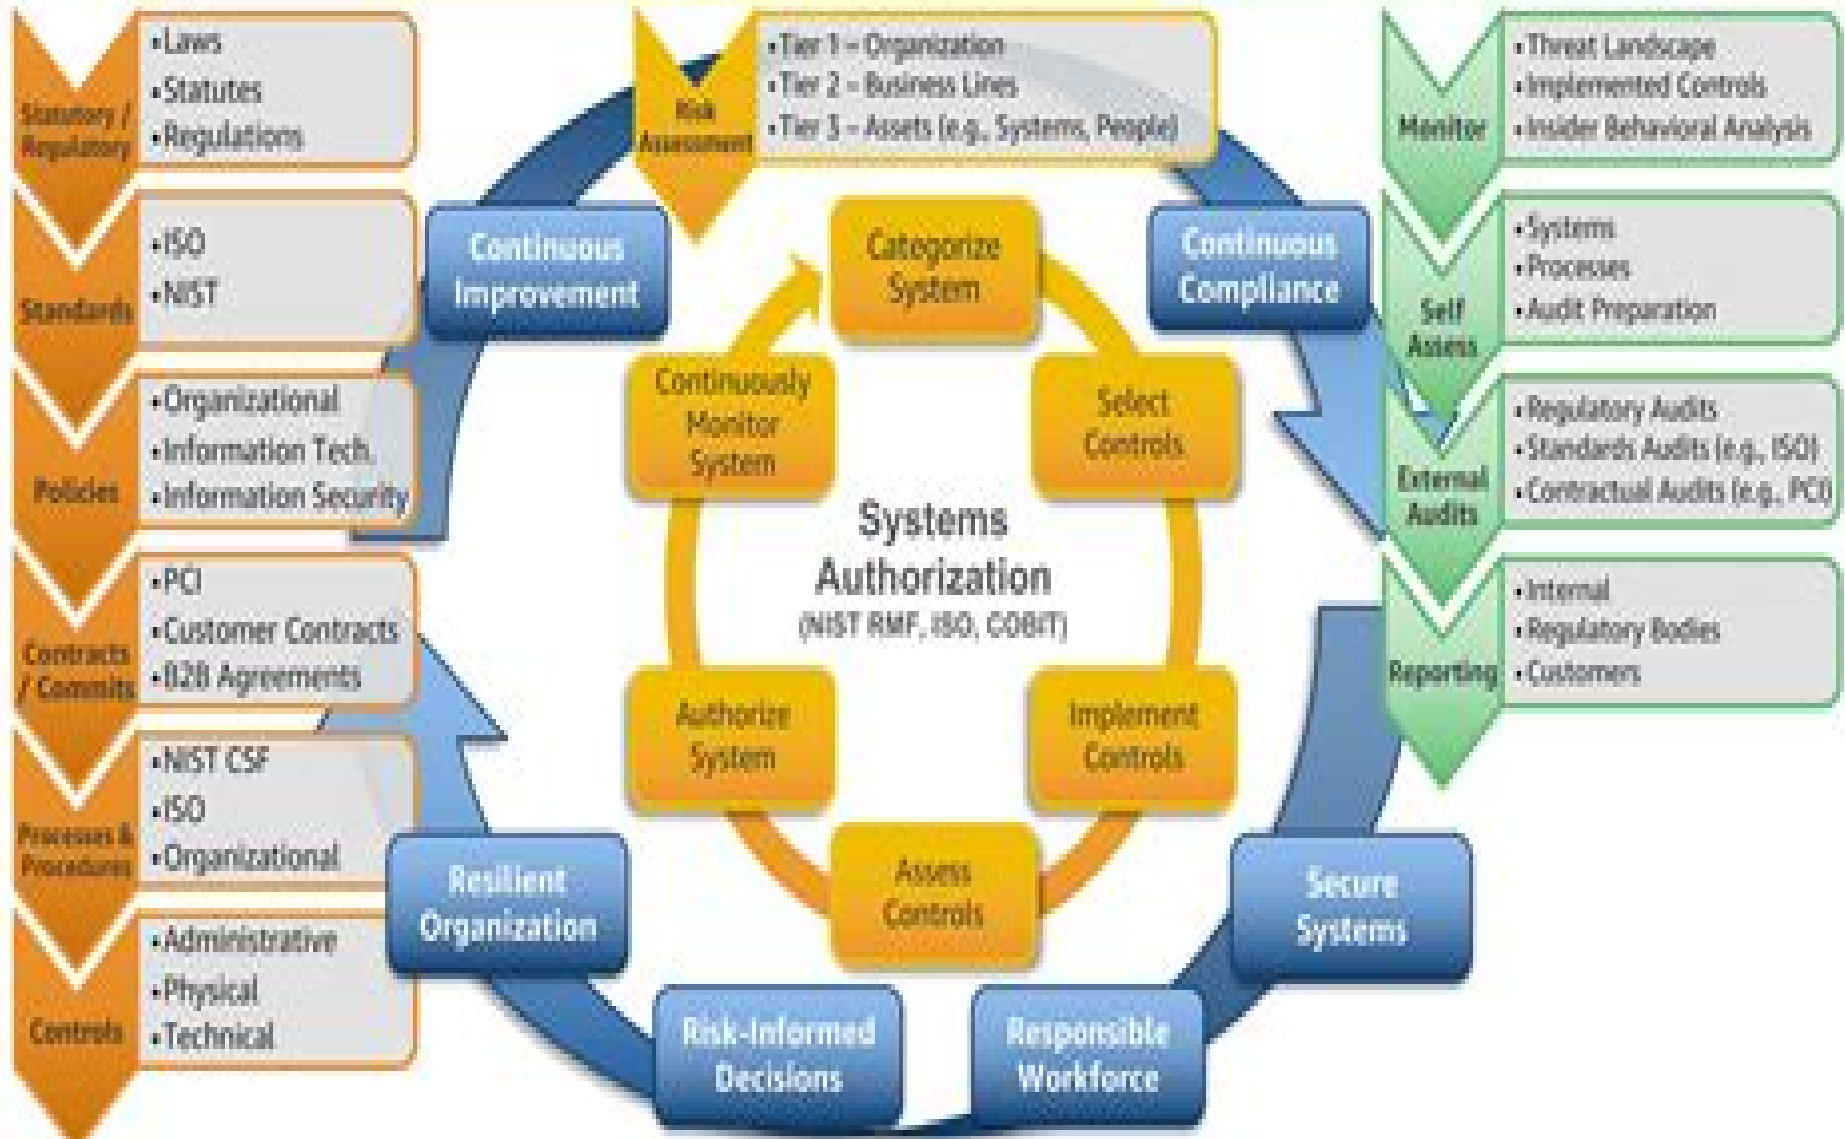 Statutory /
Regulatory
•Laws
•Statutes
•Regulations
Standards
•ISO
•NIST
Policies
•Organizational
•Information Tech.
•Information Security
Contracts
/ Commits
•PCI
•Customer Contracts
•B2B Agreements
Processes &
Procedures
•NIST CSF
•ISO
•Organizational
Controls
•Administrative
•Physical
•Technical
Risk
Assessment
•Tier 1 – Organization
•Tier 2 – Business Lines
•Tier 3 – Assets (e.g., Systems, People)
Continuous
Improvement
Continuous
Compliance
Categorize
System
Select
Controls
Implement
Controls
Assess
Controls
Authorize
System
Continuously
Monitor
System
Systems
Authorization
(NIST RMF, ISO, COBIT)
Resilient
Organization
Risk-Informed
Decisions
Responsible
Workforce
Secure
Systems
Monitor
•Threat Landscape
•Implemented Controls
•Insider Behavioral Analysis
Self
Assess
•Systems
•Processes
•Audit Preparation
External
Audits
•Regulatory Audits
•Standards Audits (e.g., ISO)
•Contractual Audits (e.g., PCI)
Reporting
•Internal
•Regulatory Bodies
•Customers